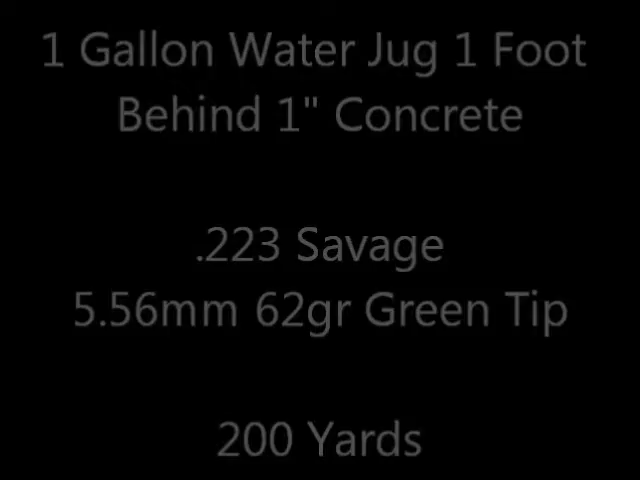 1 Gallon Water Jug 1 Foot
Behind 1" Concrete
.223 Savage
5.56mm 62gr Green Tip
200 Yards